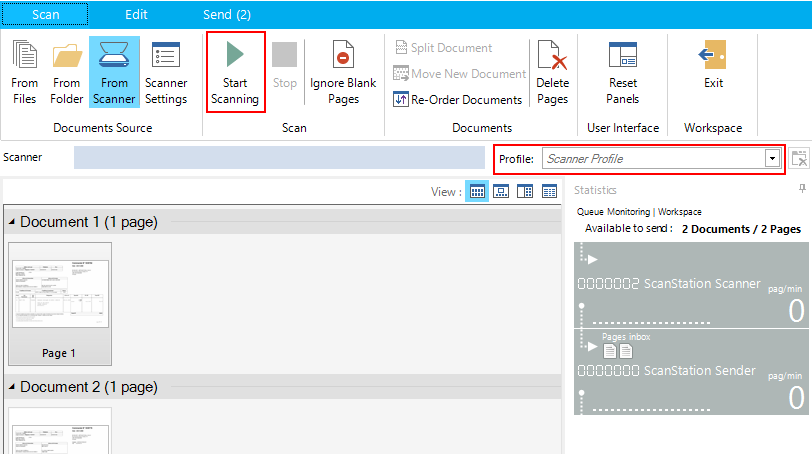 Scan Edit Send (2)
From Files
From Folder
From Scanner
Scanner Settings
Start Scanning
Stop
Ignore Blank Pages
Split Document
Move New Document
Re-Order Documents
Delete Pages
Reset Panels
Exit
Documents Source Scan Documents User Interface Workspace
Scanner
Profile: Scanner Profile
View :
Statistics
Queue Monitoring | Workspace
Available to send : 2 Documents / 2 Pages
Document 1 (1 page)
Page 1
Document 2 (1 page)
0000002 ScanStation Scanner pag/min
0
Pages inbox
0000000 ScanStation Sender pag/min
0